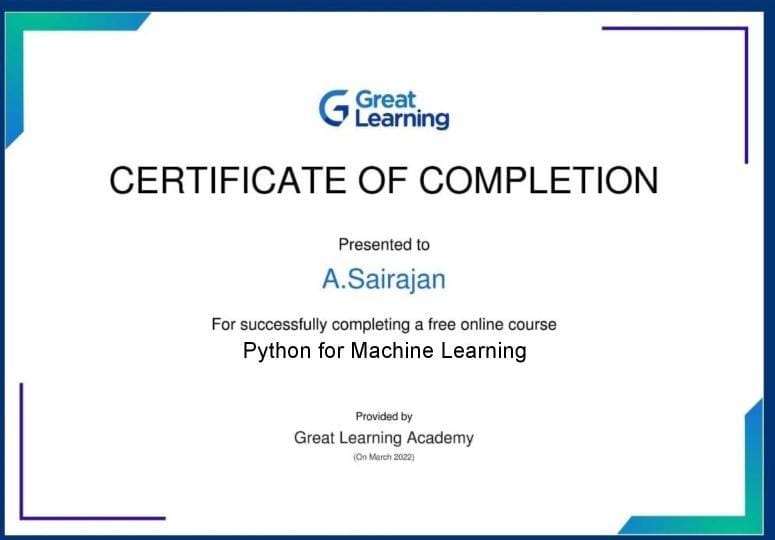 Great
Learning
CERTIFICATE OF COMPLETION
Presented to
A.Sairajan
For successfully completing a free online course
Python for Machine Learning
Provided by
Great Learning Academy
(On March 2022)